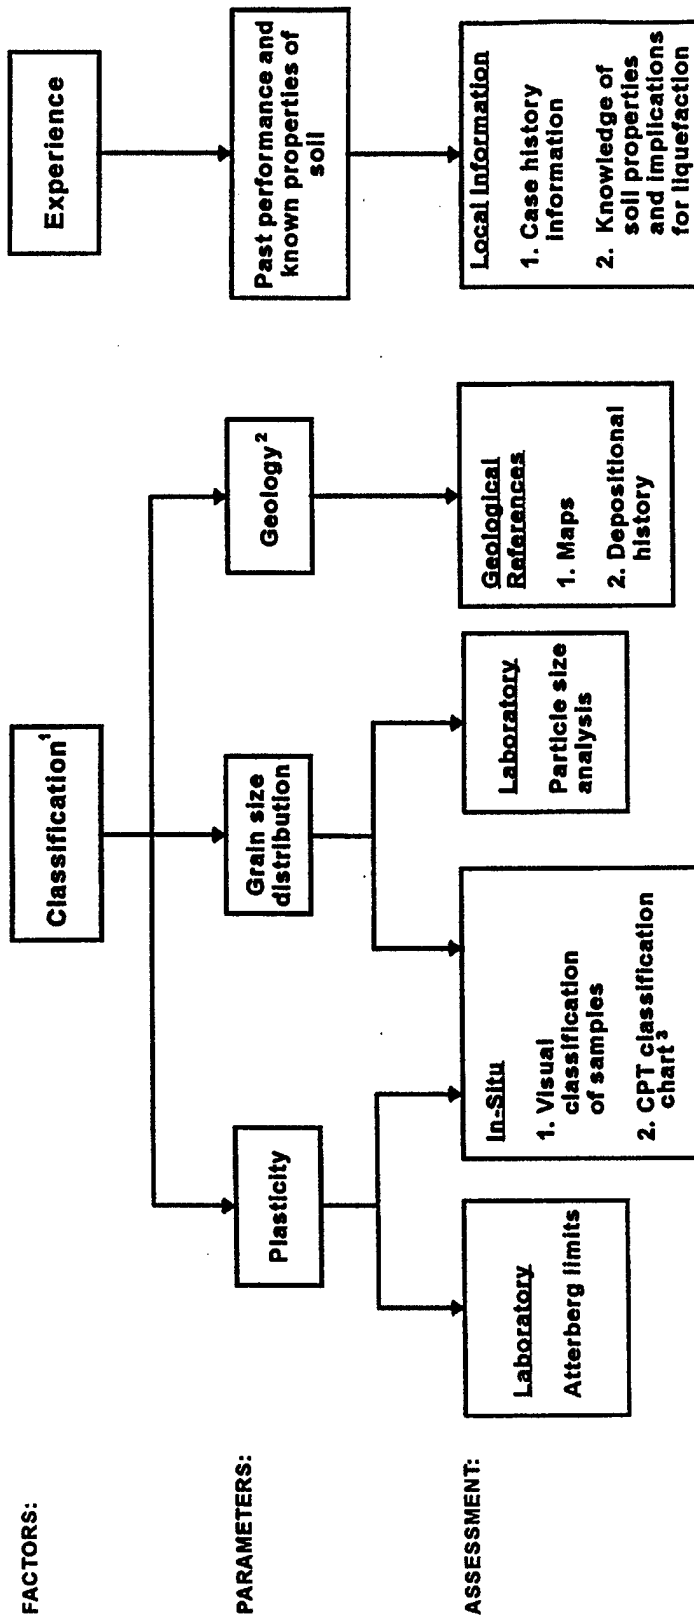 FACTORS:
Classification¹
Experience
PARAMETERS:
Plasticity
Grain size
distribution
Geology²
Past performance and
known properties of
soil
ASSESSMENT:
Laboratory
Atterberg limits
In-Situ
1. Visual
classification
of samples
2. CPT classification
chart³
Laboratory
Particle size
analysis
Geological
References
1. Maps
2. Depositional
history
Local Information
1. Case history
information
2. Knowledge of
soil properties
and implications
for liquefaction